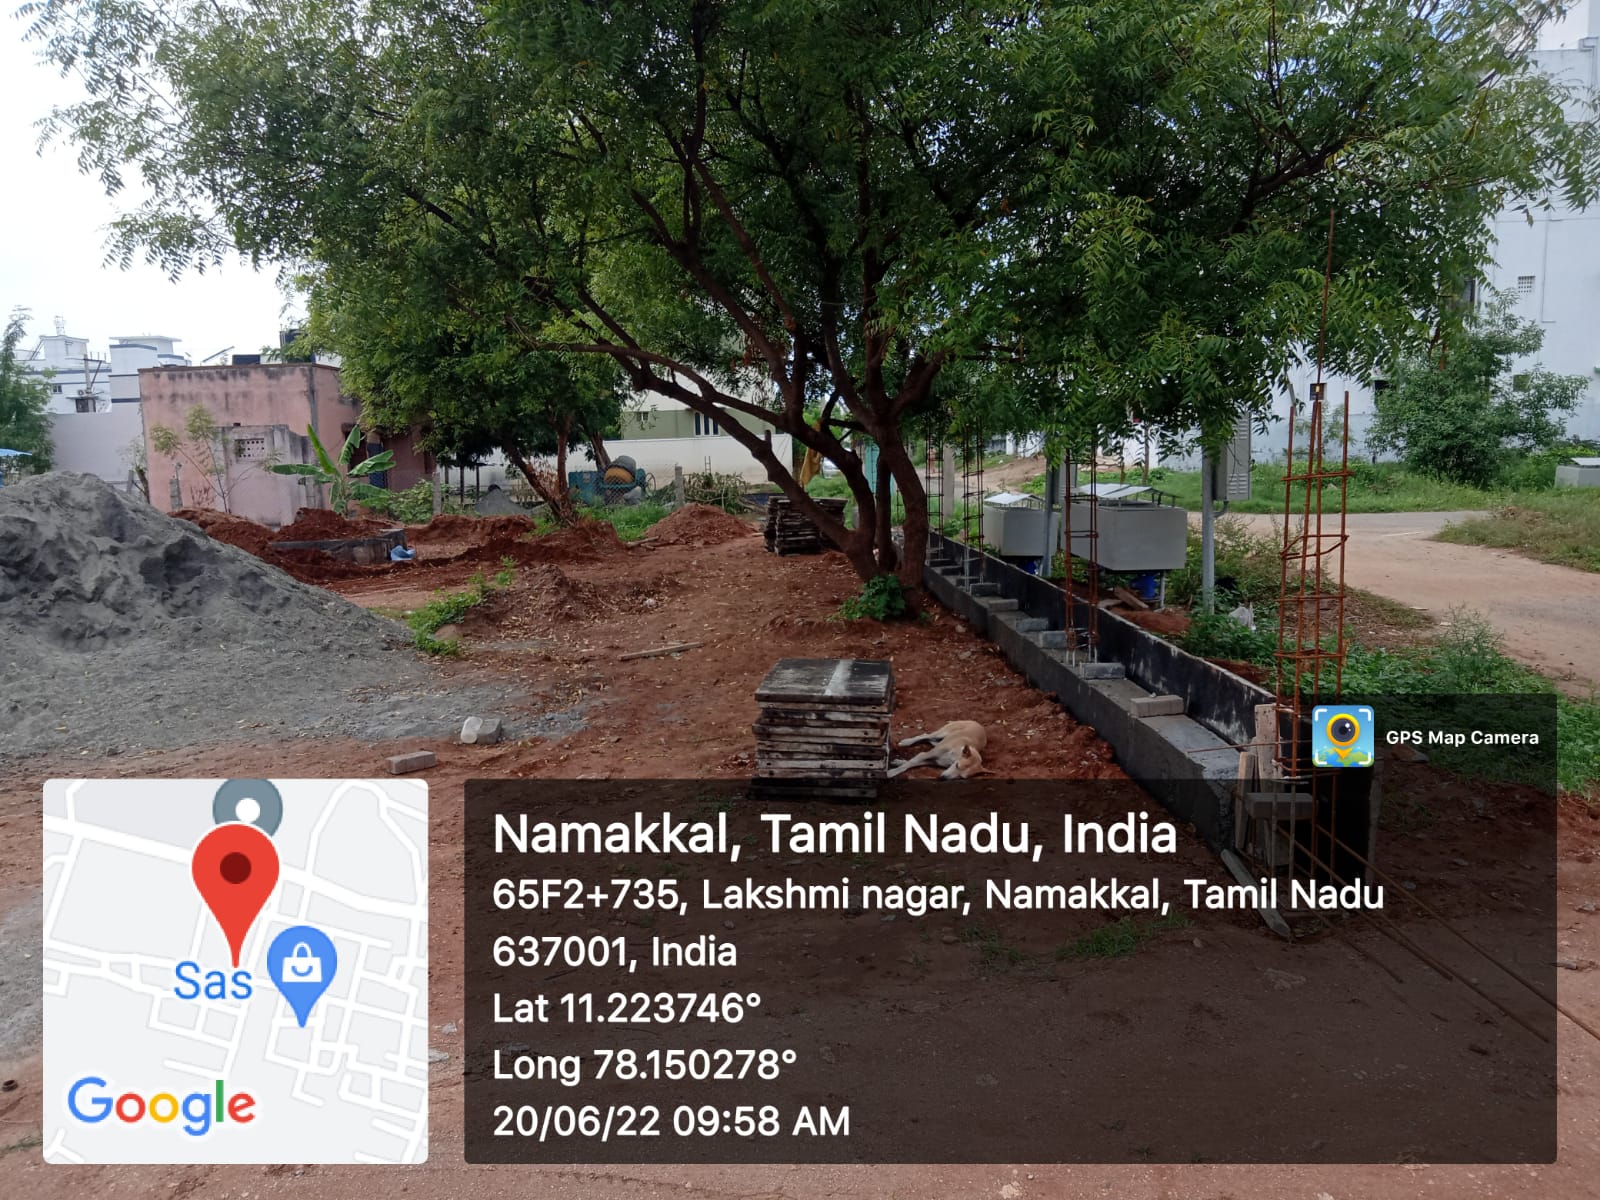 GPS Map Camera
Namakkal, Tamil Nadu, India
65F2+735, Lakshmi nagar, Namakkal, Tamil Nadu
637001, India
Lat 11.223746°
Long 78.150278°
20/06/22 09:58 AM
Sas
Google